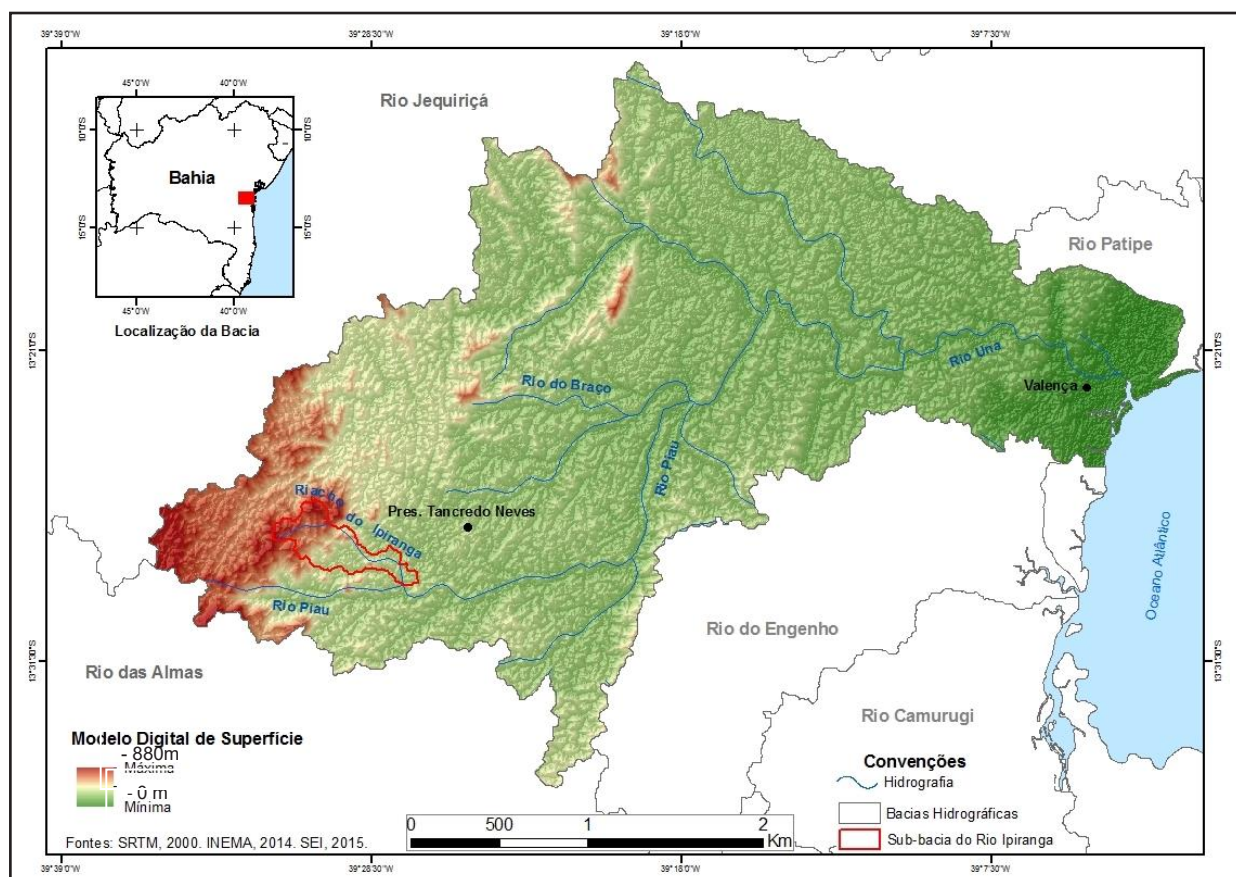 39°39'0"W 39°28'30"W 39°18'0"W 39°7'30"W
45°0'W 40°0'W
10°0'S 10°0'S
Bahia
15°0'S 15°0'S
45°0'W 40°0'W
Localização da Bacia
Rio Jequiriçá
Rio Patipe
13°21'0"S 13°21'0"S
Rio Una
Rio do Braço
Valença
Rio Piau
Riacho do Ipiranga
Pres. Tancredo Neves
Oceano Atlântico
Rio Piau
Rio do Engenho
13°31'30"S 13°31'30"S
Rio das Almas
Rio Camurugi
Modelo Digital de Superfície
- 880m
Máxima
- 0 m
Mínima
Convenções
Hidrografia
Bacias Hidrográficas
Sub-bacia do Rio Ipiranga
0 500 1 2
Km
Fontes: SRTM, 2000. INEMA, 2014. SEI, 2015.
39°39'0"W 39°28'30"W 39°18'0"W 39°7'30"W